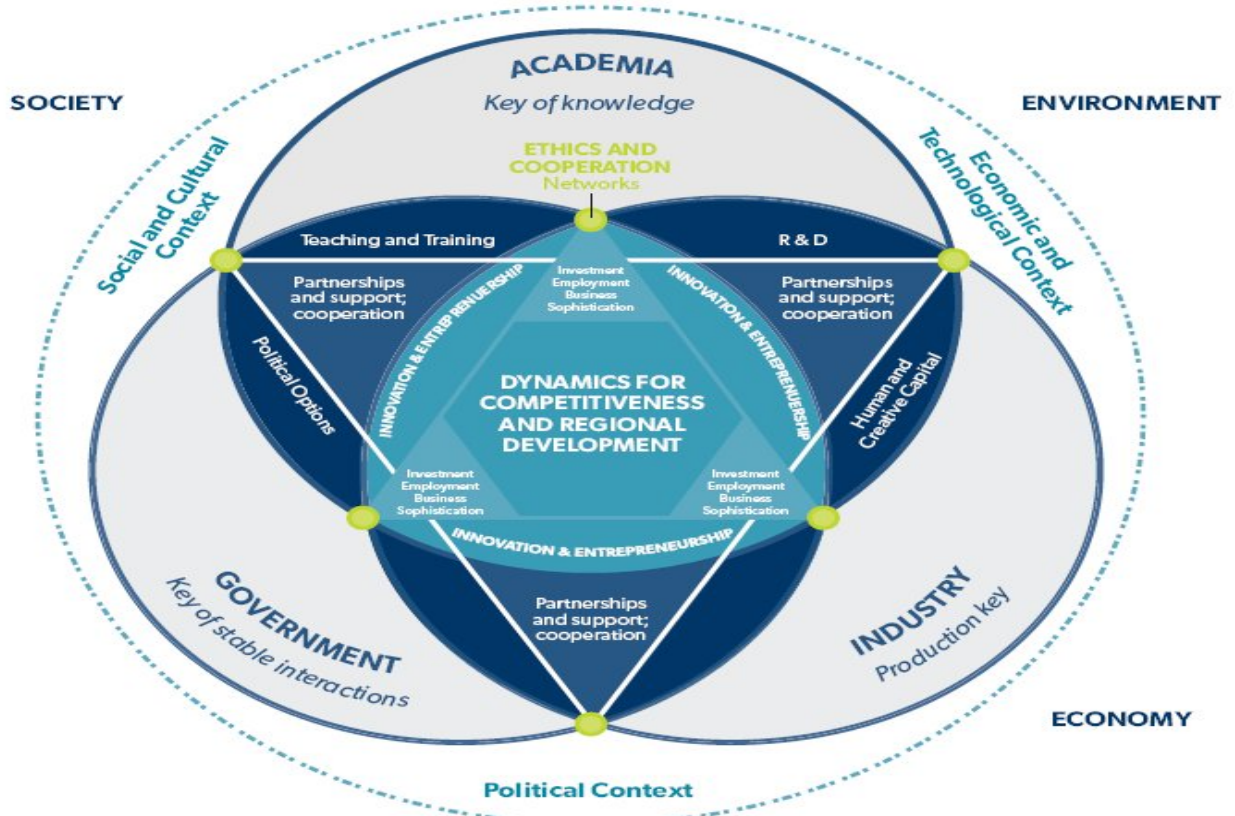 ACADEMIA
Key of knowledge
SOCIETY
ENVIRONMENT
Social and Cultural
Context
Economic and
Technological Context
ETHICS AND
COOPERATION
Networks
Teaching and Training
R & D
Partnerships
and support;
cooperation
Investment
Employment
Business
Sophistication
Partnerships
and support;
cooperation
INNOVATION & ENTREPRENUERSHIP
INNOVATION & ENTREPRENUERSHIP
Political Options
Human and
Creative Capital
DYNAMICS FOR
COMPETITIVENESS
AND REGIONAL
DEVELOPMENT
Investment
Employment
Business
Sophistication
Investment
Employment
Business
Sophistication
INNOVATION & ENTREPRENEURSHIP
GOVERNMENT
Key of stable interactions
Partnerships
and support;
cooperation
INDUSTRY
Production key
ECONOMY
Political Context